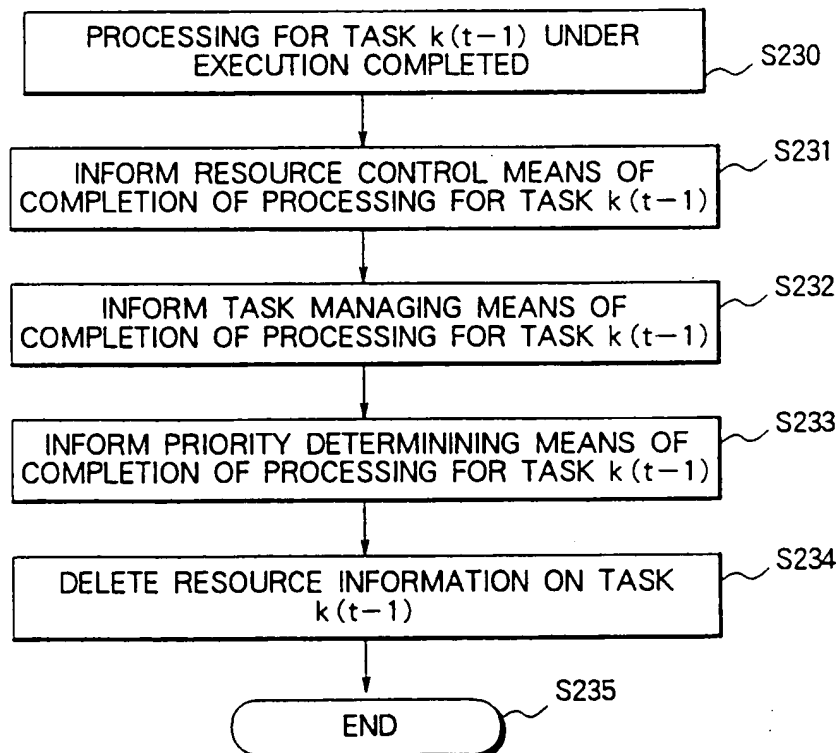 PROCESSING FOR TASK k(t-1) UNDER
EXECUTION COMPLETED
S230
S231
INFORM RESOURCE CONTROL MEANS OF
COMPLETION OF PROCESSING FOR TASK k(t-1)
S232
INFORM TASK MANAGING MEANS OF
COMPLETION OF PROCESSING FOR TASK k(t-1)
S233
INFORM PRIORITY DETERMININING MEANS OF
COMPLETION OF PROCESSING FOR TASK k(t-1)
S234
DELETE RESOURCE INFORMATION ON TASK
k(t-1)
S235
END